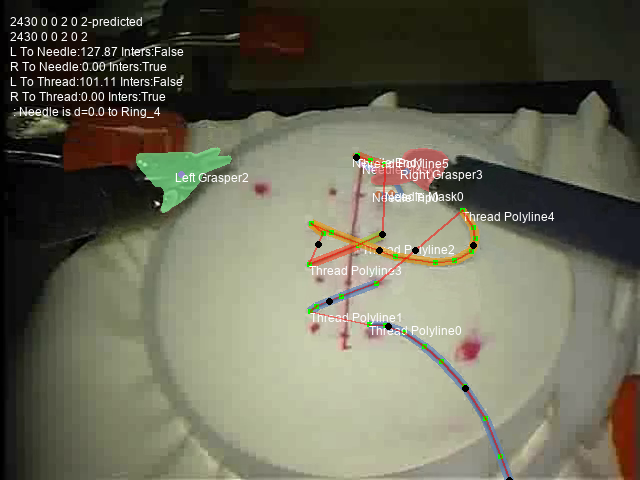 2430 0 0 2 0 2-predicted
2430 0 0 2 0 2
L To Needle:127.87 Inters:False
R To Needle:0.00 Inters:True
L To Thread:101.11 Inters:False
R To Thread:0.00 Inters:True
: Needle is d=0.0 to Ring_4
Polyline5
Right Grasper3
Left Grasper2
Thread Polyline4
Thread Polyline2
Thread Polyline3
Thread Polyline1
Thread Polyline0